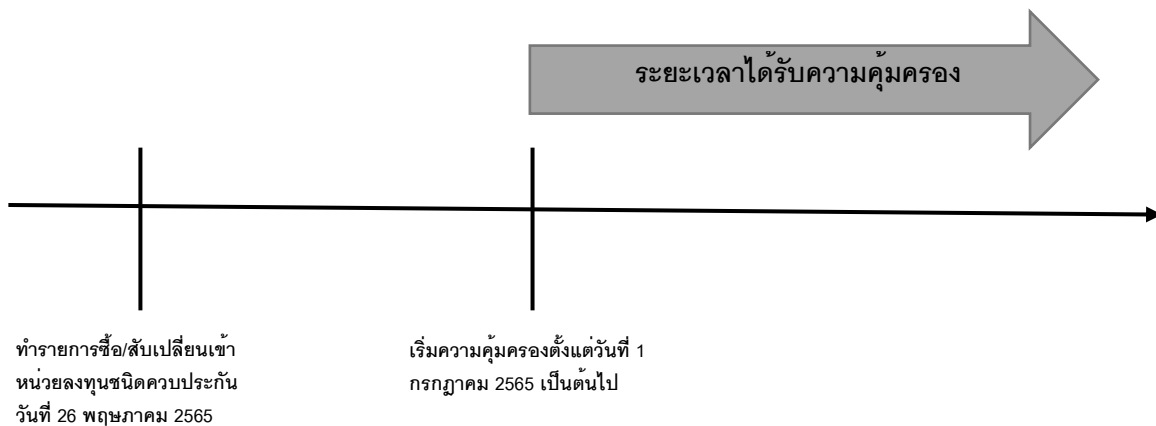 ระยะเวลาได้รับความคุ้มครอง
ทำรายการซื้อ/สับเปลี่ยนเข้า
หน่วยลงทุนชนิดควบประกัน
วันที่ 26 พฤษภาคม 2565
เริ่มความคุ้มครองตั้งแต่วันที่ 1
กรกฎาคม 2565 เป็นต้นไป